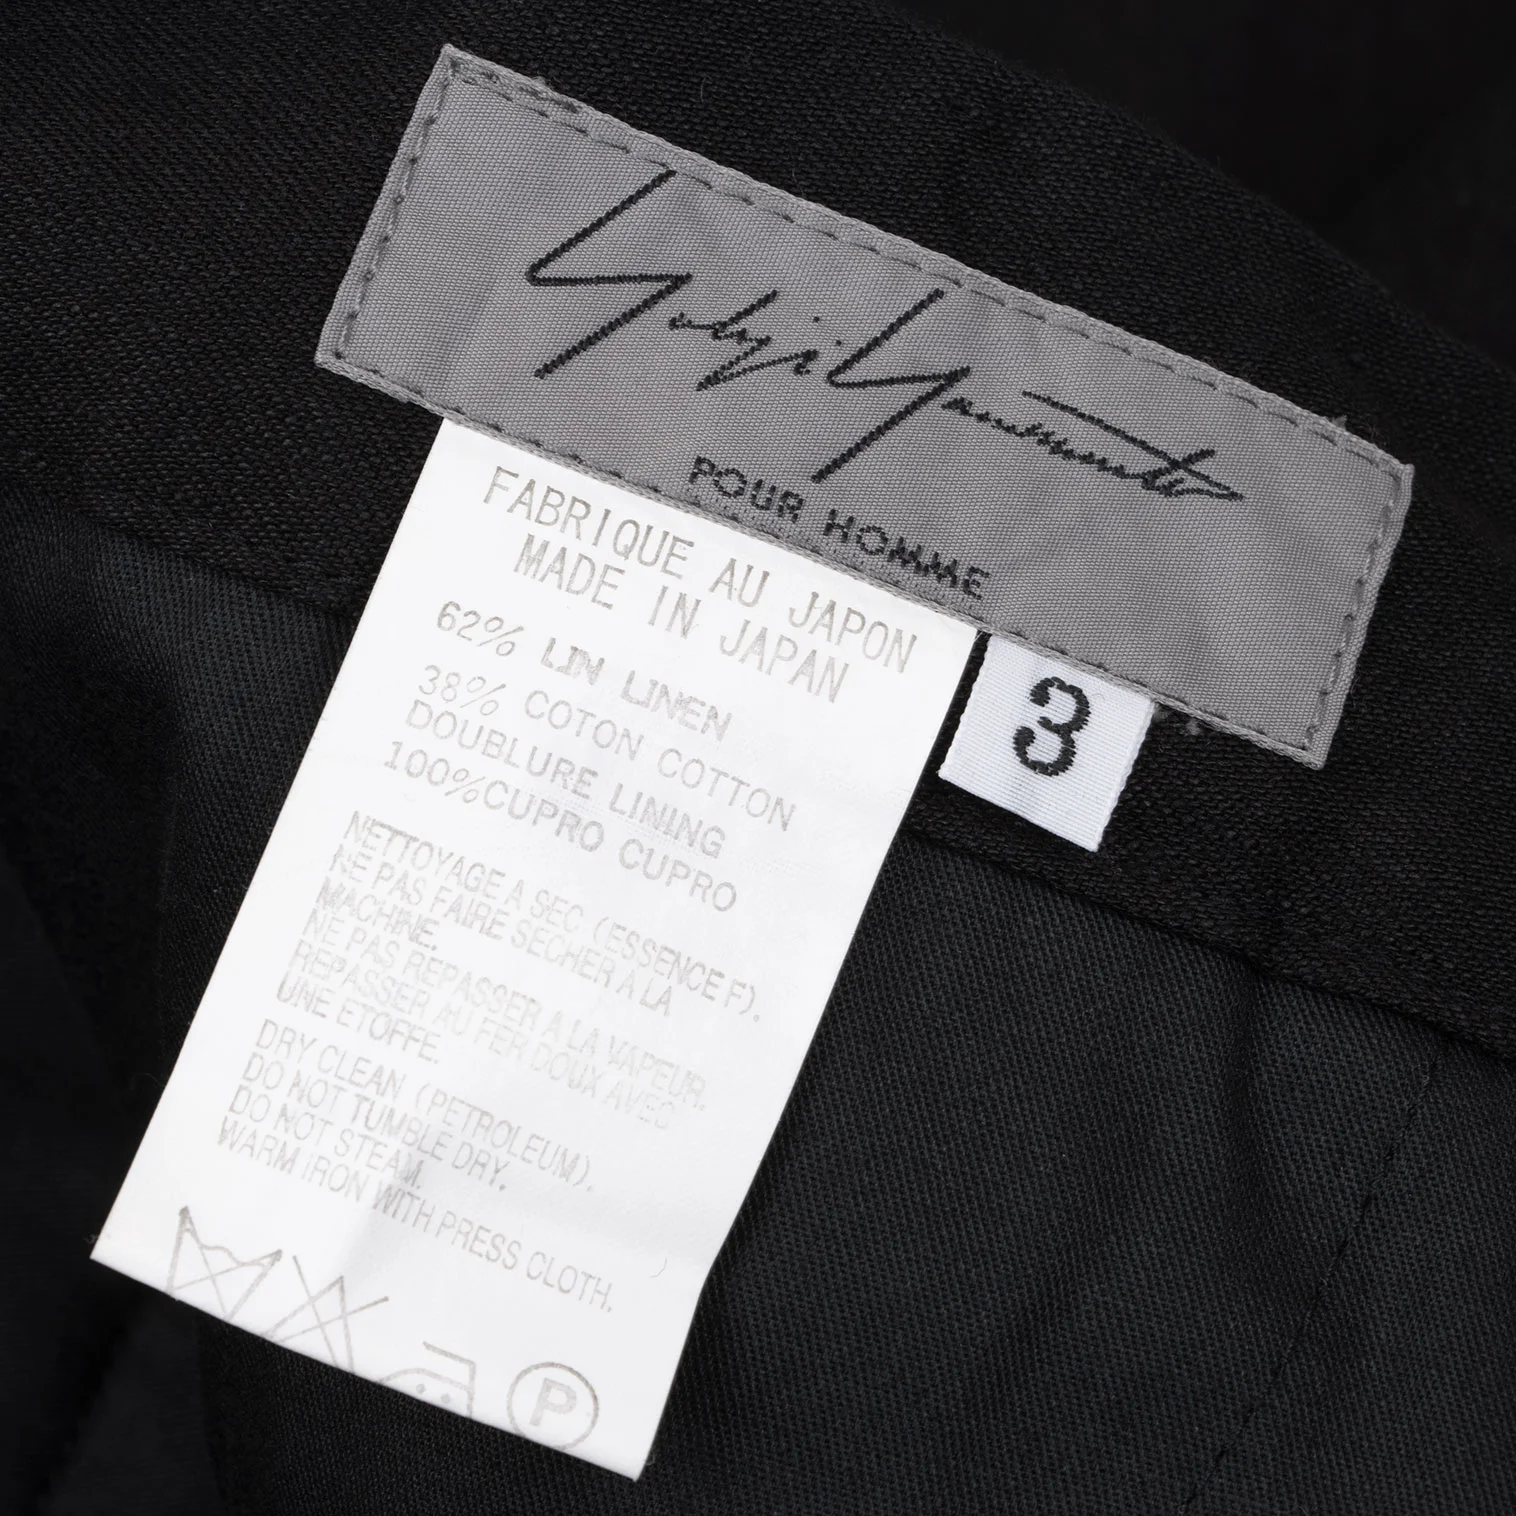 Yohji Yamamoto
POUR HOMME
3
FABRIQUE AU JAPON
MADE IN JAPAN
62% LIN LINEN
38% COTON COTTON
DOUBLURE LINING
100%CUPRO CUPRO
NETTOYAGE A SEC (ESSENCE F).
NE PAS FAIRE SECHER A LA
MACHINE.
NE PAS REPASSER A LA VAPEUR.
REPASSER AU FER DOUX AVEC
UNE ETOFFE.
DRY CLEAN (PETROLEUM).
DO NOT TUMBLE DRY.
DO NOT STEAM.
WARM IRON WITH PRESS CLOTH.
P